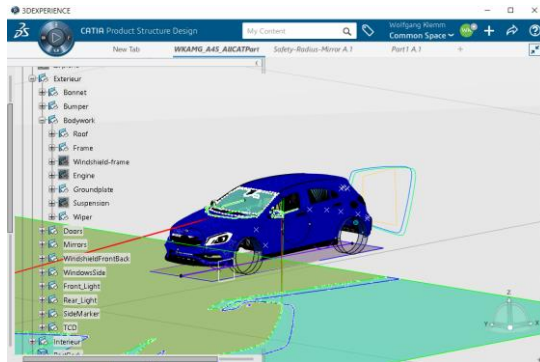 3DEXPERIENCE
CATIA Product Structure Design
My Content
Wolfgang Klemm
Common Space
New Tab
WKAMG_A45_AllCATPart
Safety-Radius-Mirror A.1
Part1 A.1
Exterieur
Bonnet
Bumper
Bodywork
Roof
Frame
Windshield-frame
Engine
Groundplate
Suspension
Wiper
Doors
Mirrors
WindshieldFrontBack
WindowsSide
Front_Light
Rear_Light
SideMarker
TCD
Interieur
Z
Y